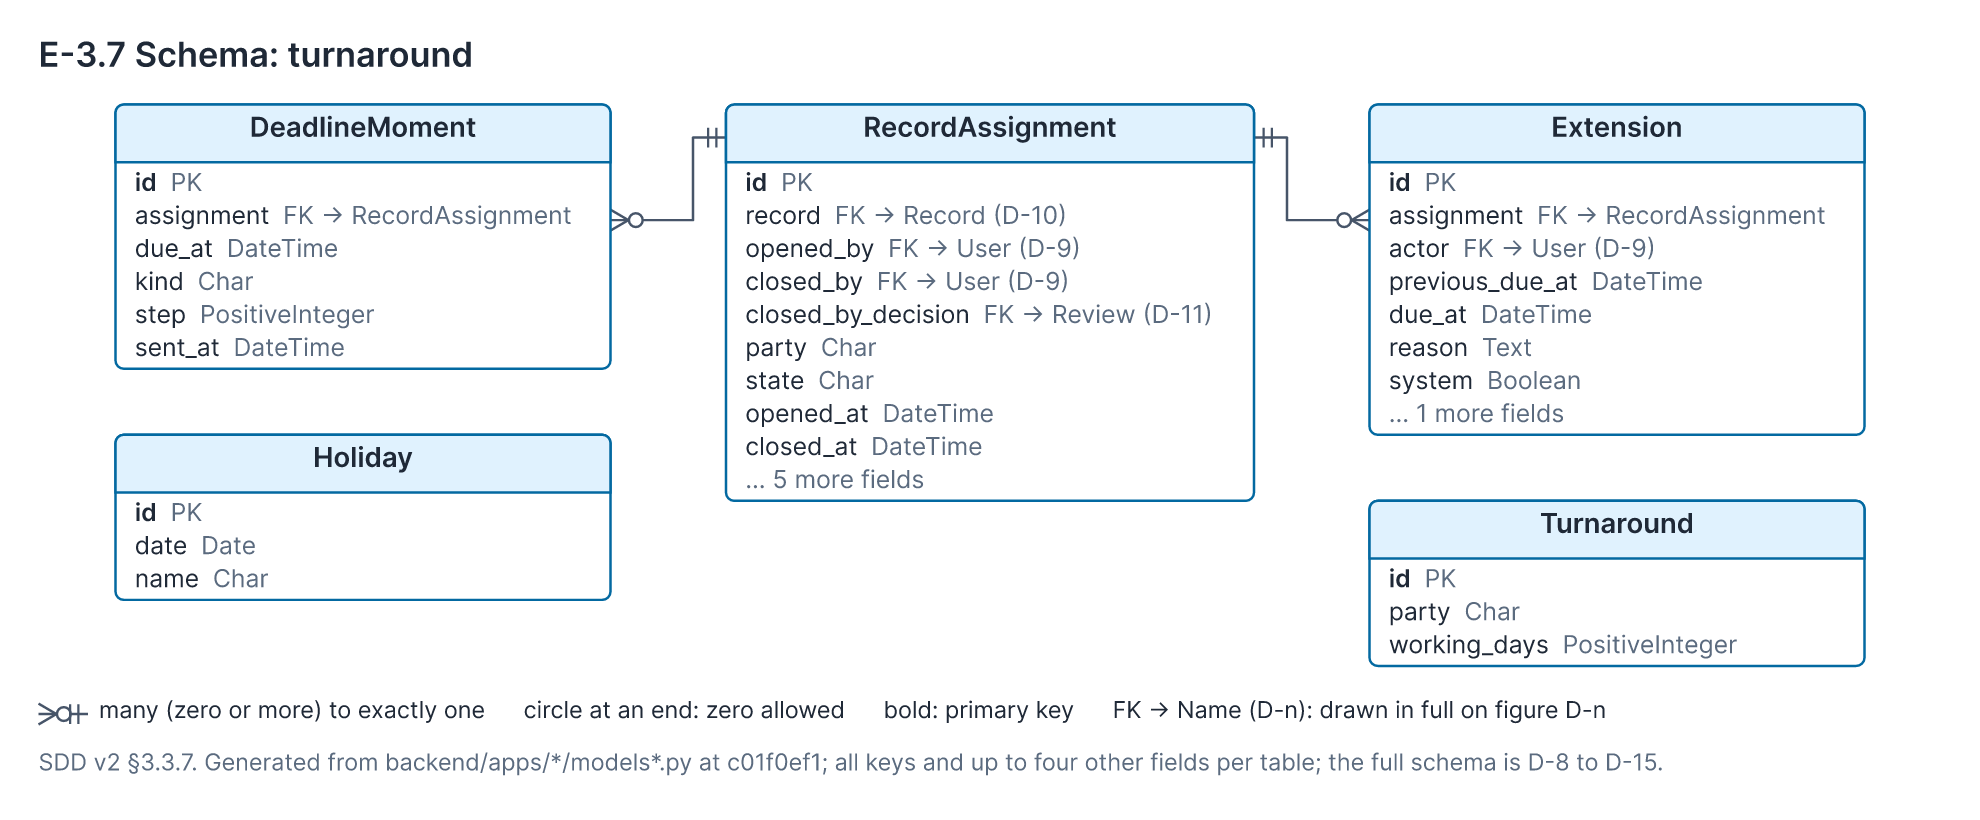 E-3.7 Schema: turnaround
DeadlineMoment
id PK
assignment FK → RecordAssignment
due_at DateTime
kind Char
step PositiveInteger
sent_at DateTime
Holiday
id PK
date Date
name Char
RecordAssignment
id PK
record FK → Record (D-10)
opened_by FK → User (D-9)
closed_by FK → User (D-9)
closed_by_decision FK → Review (D-11)
party Char
state Char
opened_at DateTime
closed_at DateTime
... 5 more fields
Extension
id PK
assignment FK → RecordAssignment
actor FK → User (D-9)
previous_due_at DateTime
due_at DateTime
reason Text
system Boolean
... 1 more fields
Turnaround
id PK
party Char
working_days PositiveInteger
many (zero or more) to exactly one circle at an end: zero allowed bold: primary key FK → Name (D-n): drawn in full on figure D-n
SDD v2 §3.3.7. Generated from backend/apps/*/models*.py at c01f0ef1; all keys and up to four other fields per table; the full schema is D-8 to D-15.